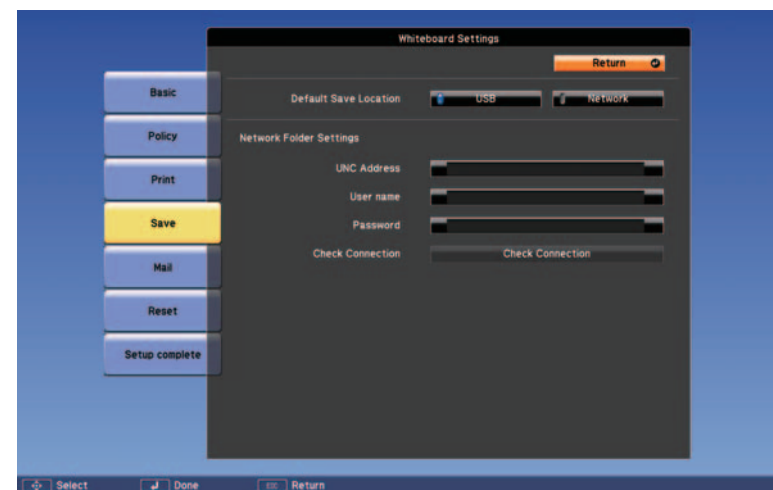 Whiteboard Settings
Return
Basic
Policy
Print
Save
Mail
Reset
Setup complete
Default Save Location
USB
Network
Network Folder Settings
UNC Address
User name
Password
Check Connection
Check Connection
Select
Done
Esc
Return